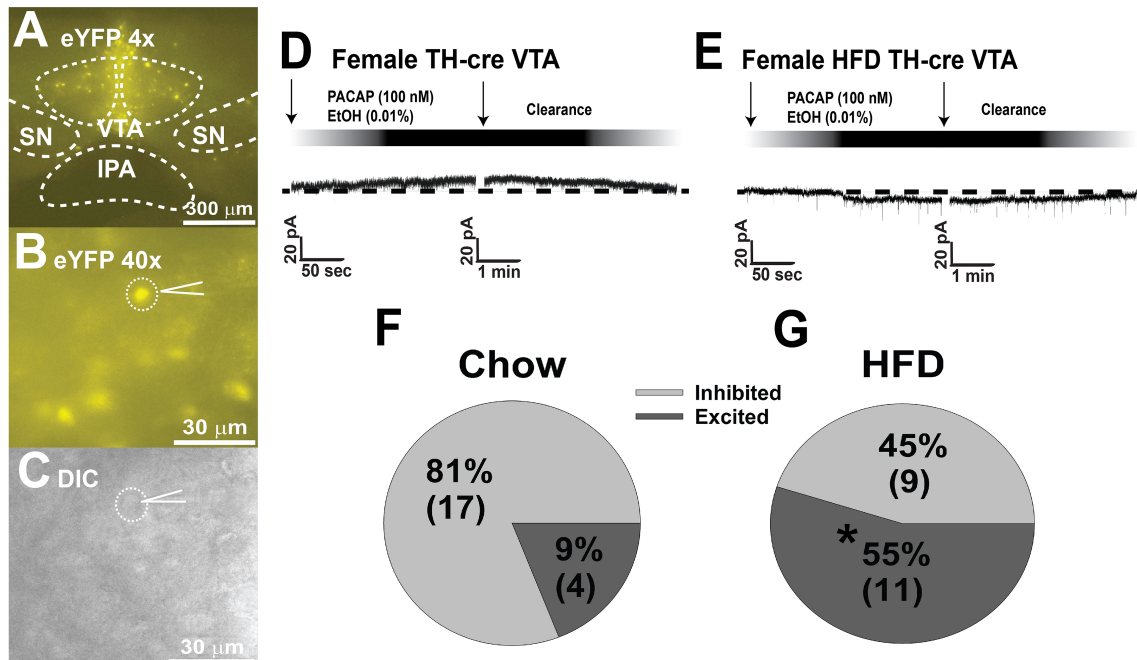 A
eYFP 4x
SN
VTA
SN
IPA
300 μm
B
eYFP 40x
30 μm
C
DIC
30 μm
D
Female TH-cre VTA
PACAP (100 nM)
EtOH (0.01%)
Clearance
20 pA
50 sec
20 pA
1 min
E
Female HFD TH-cre VTA
PACAP (100 nM)
EtOH (0.01%)
Clearance
20 pA
50 sec
20 pA
1 min
F
Chow
81%
(17)
9%
(4)
Inhibited
Excited
G
HFD
45%
(9)
*
55%
(11)